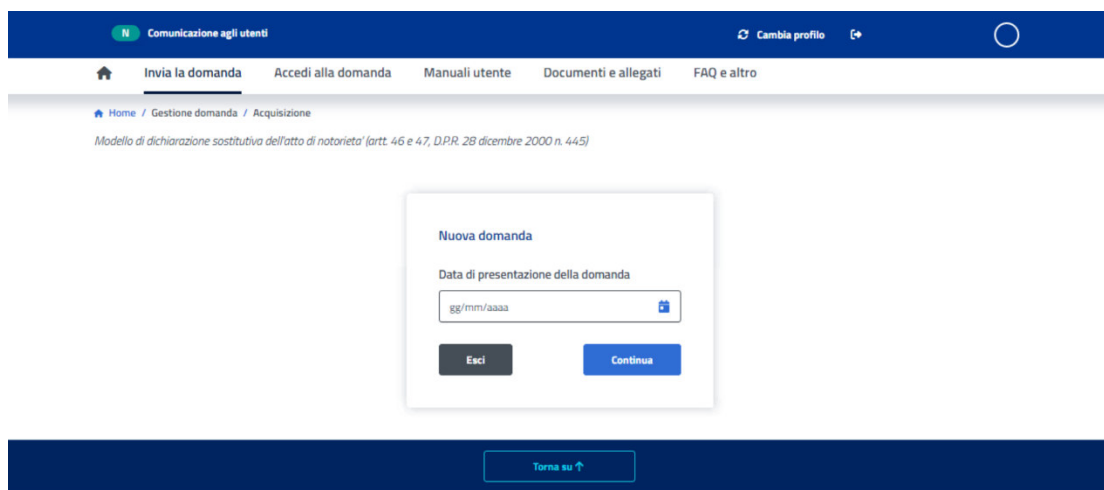 N Comunicazione agli utenti Cambia profilo
Invia la domanda Accedi alla domanda Manuali utente Documenti e allegati FAQ e altro
Home / Gestione domanda / Acquisizione
Modello di dichiarazione sostitutiva dell'atto di notorieta' (artt. 46 e 47, D.P.R. 28 dicembre 2000 n. 445)
Nuova domanda
Data di presentazione della domanda
gg/mm/aaaa
Esci Continua
Torna su ↑